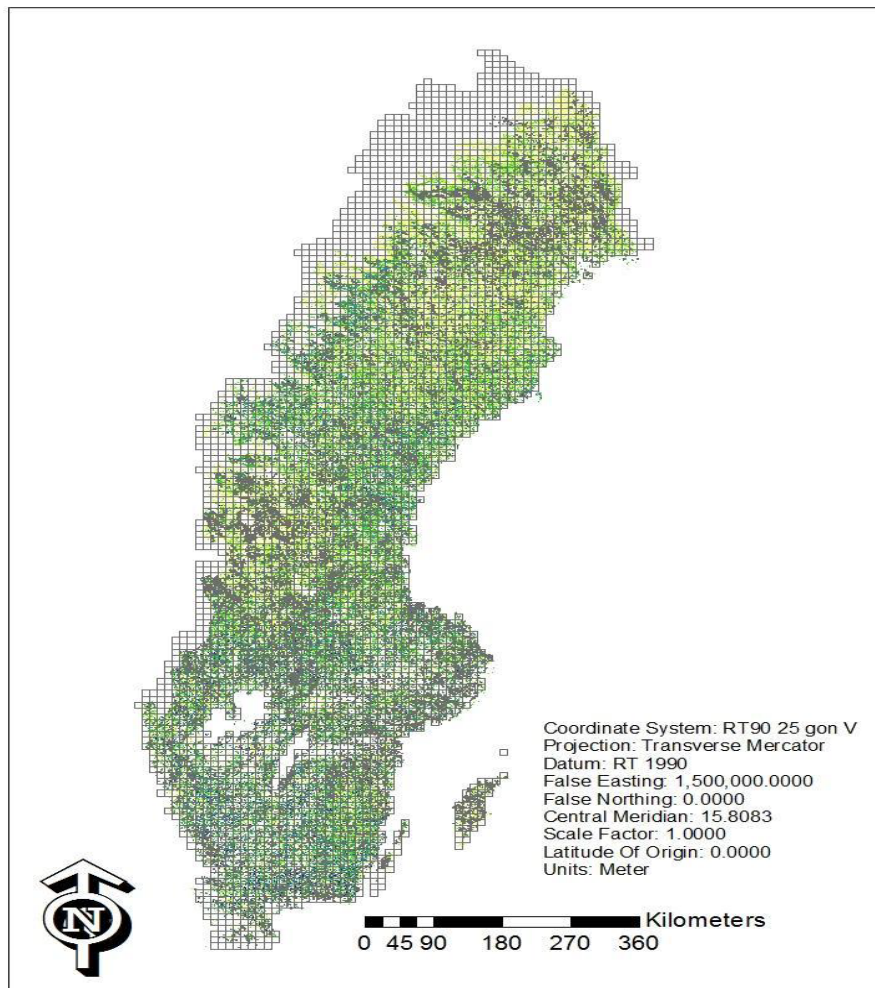 Coordinate System: RT90 25 gon V
Projection: Transverse Mercator
Datum: RT 1990
False Easting: 1,500,000.0000
False Northing: 0.0000
Central Meridian: 15.8083
Scale Factor: 1.0000
Latitude Of Origin: 0.0000
Units: Meter
N
Kilometers
0 45 90 180 270 360